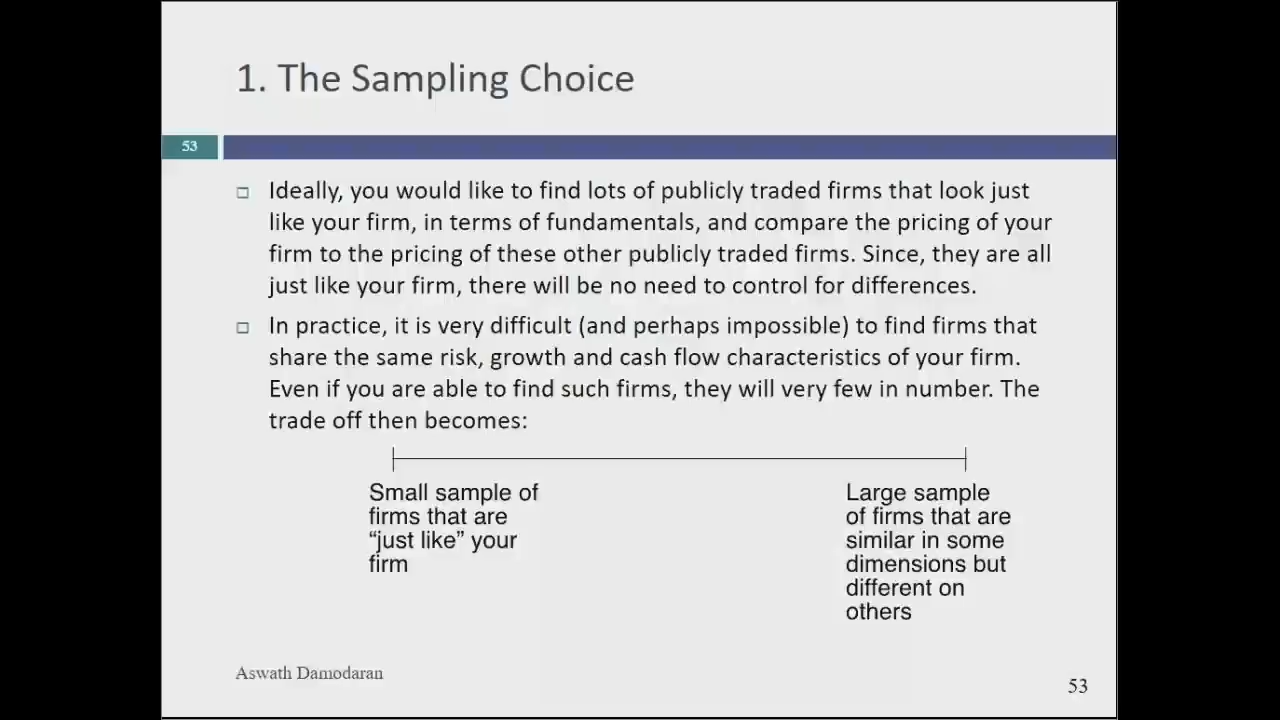 1. The Sampling Choice
53
Ideally, you would like to find lots of publicly traded firms that look just
like your firm, in terms of fundamentals, and compare the pricing of your
firm to the pricing of these other publicly traded firms. Since, they are all
just like your firm, there will be no need to control for differences.
In practice, it is very difficult (and perhaps impossible) to find firms that
share the same risk, growth and cash flow characteristics of your firm.
Even if you are able to find such firms, they will very few in number. The
trade off then becomes:
Small sample of
firms that are
“just like” your
firm
Large sample
of firms that are
similar in some
dimensions but
different on
others
Aswath Damodaran
53